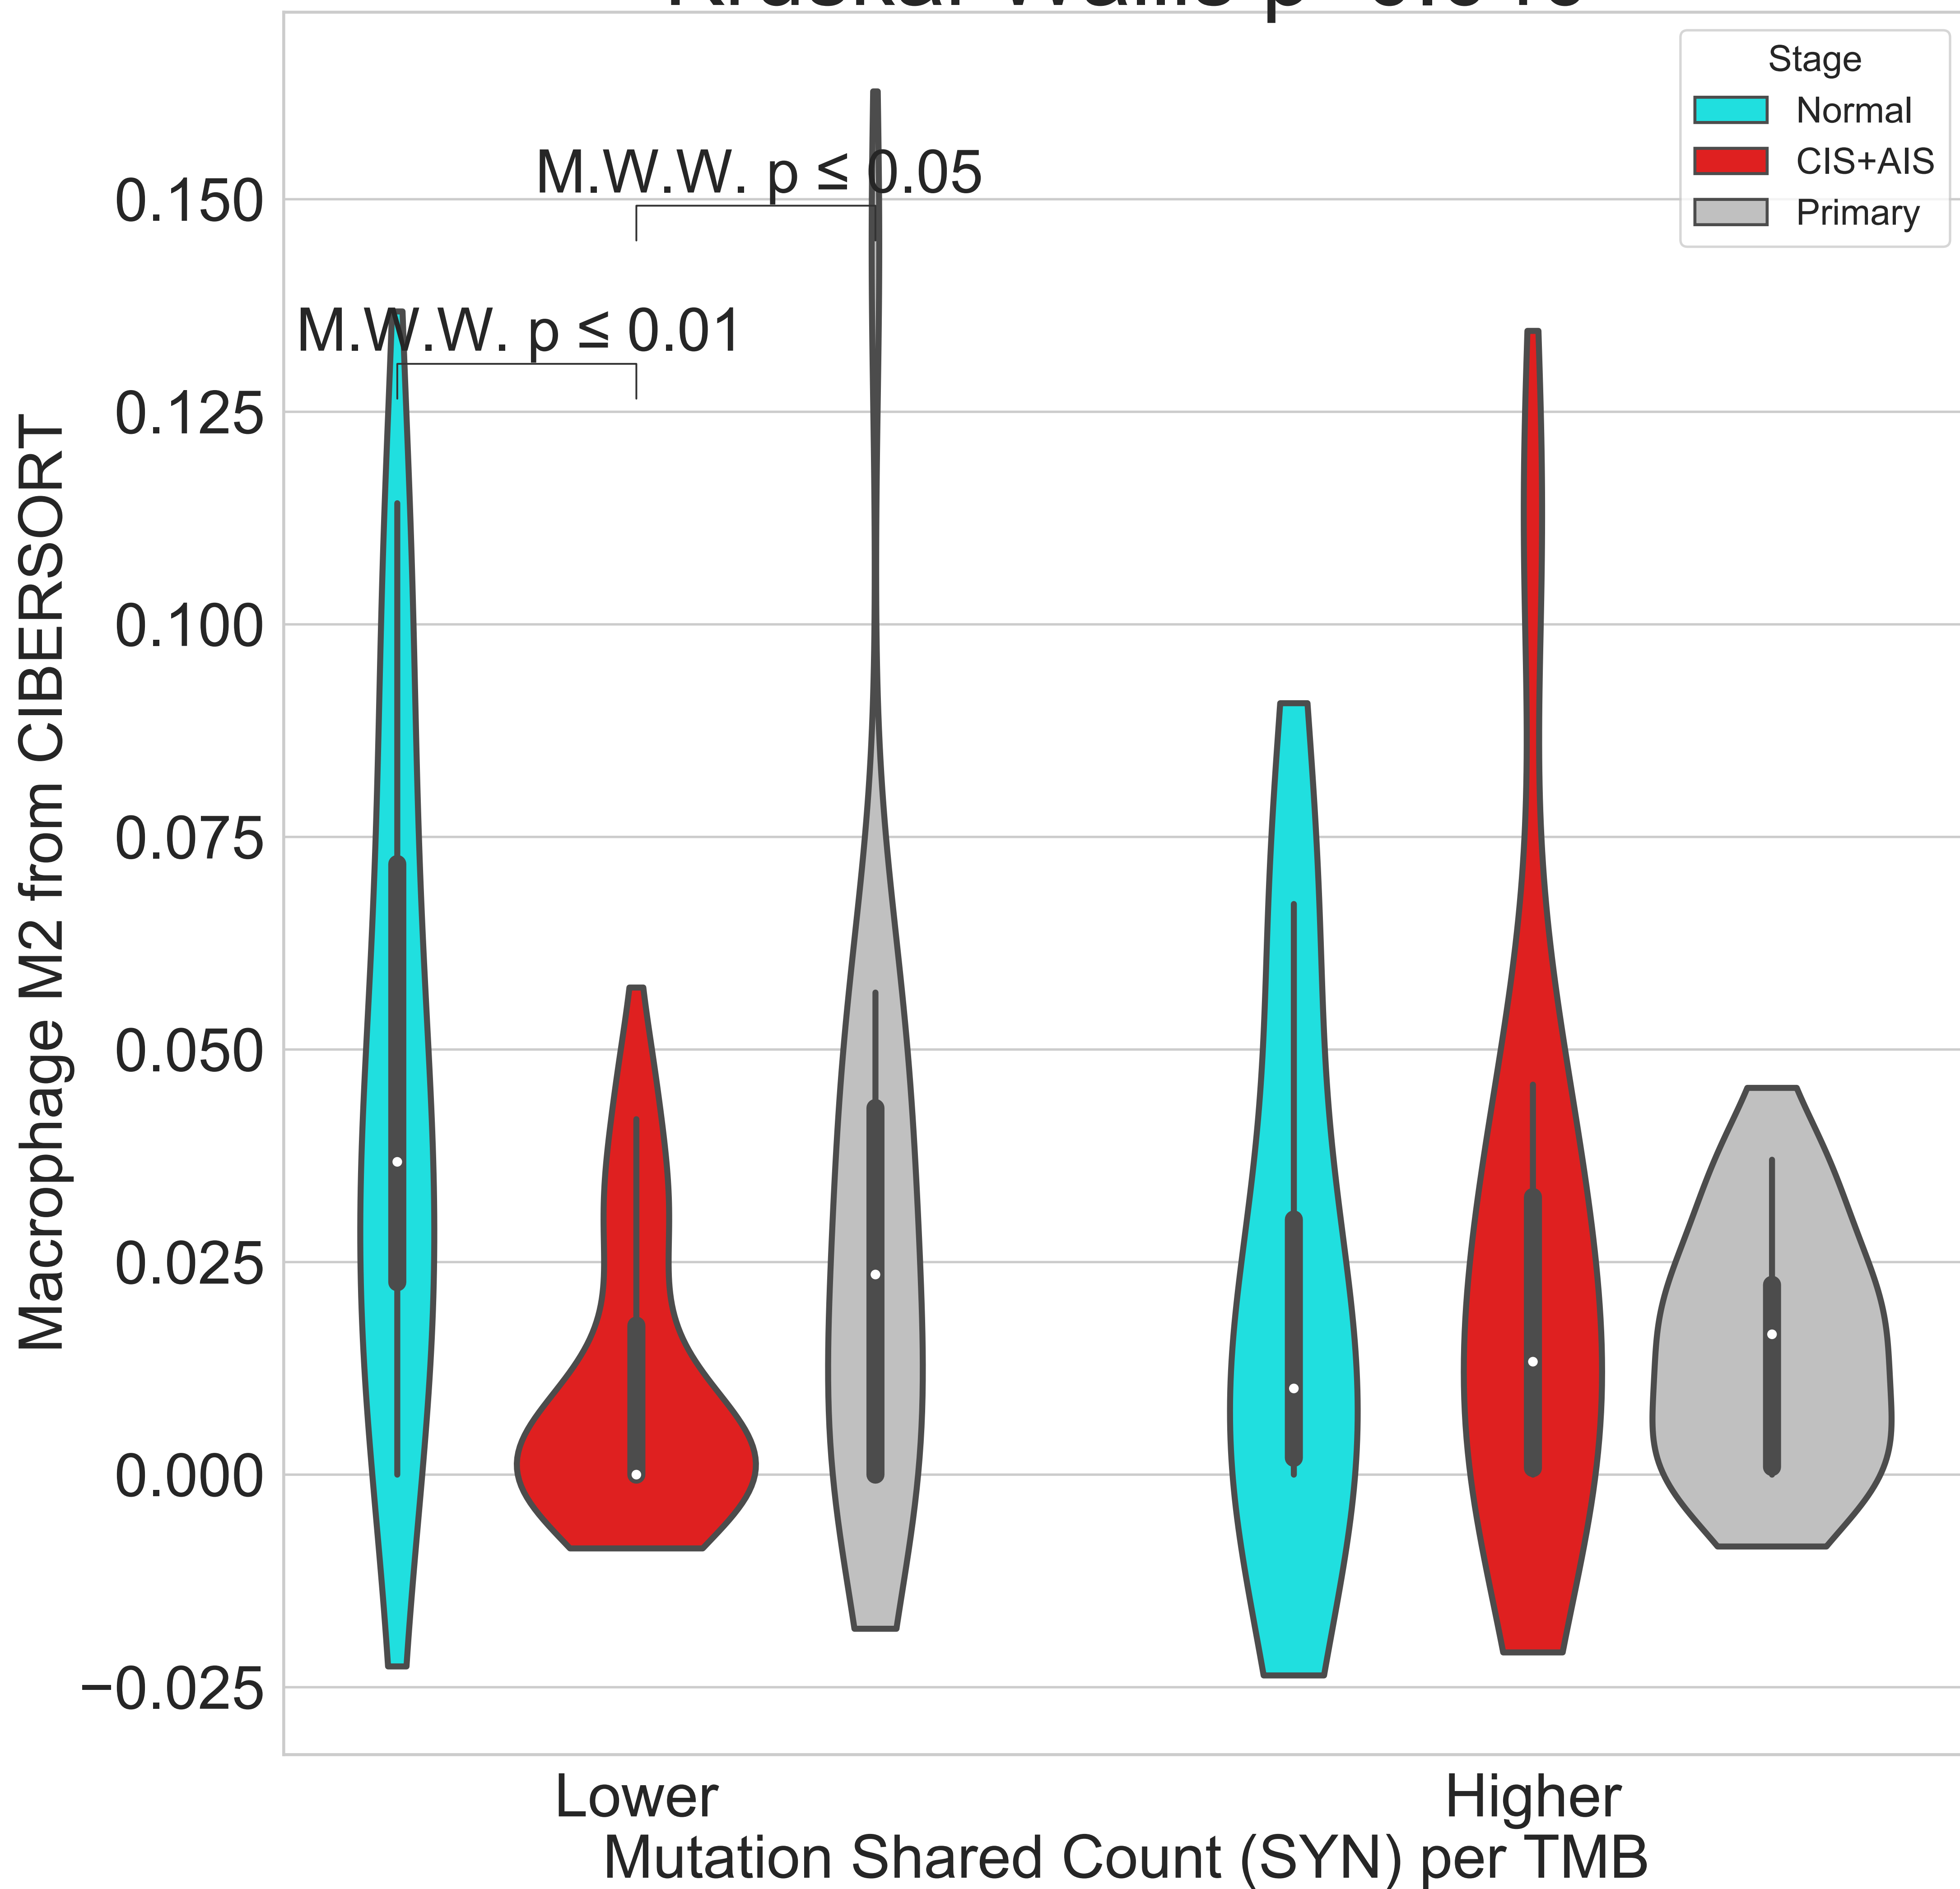 Stage
Normal
CIS+AIS
Primary
M.W.W. p ≤ 0.05
M.W.W. p ≤ 0.01
0.150
0.125
0.100
0.075
0.050
0.025
0.000
−0.025
Macrophage M2 from CIBERSORT
Lower
Higher
Mutation Shared Count (SYN) per TMB